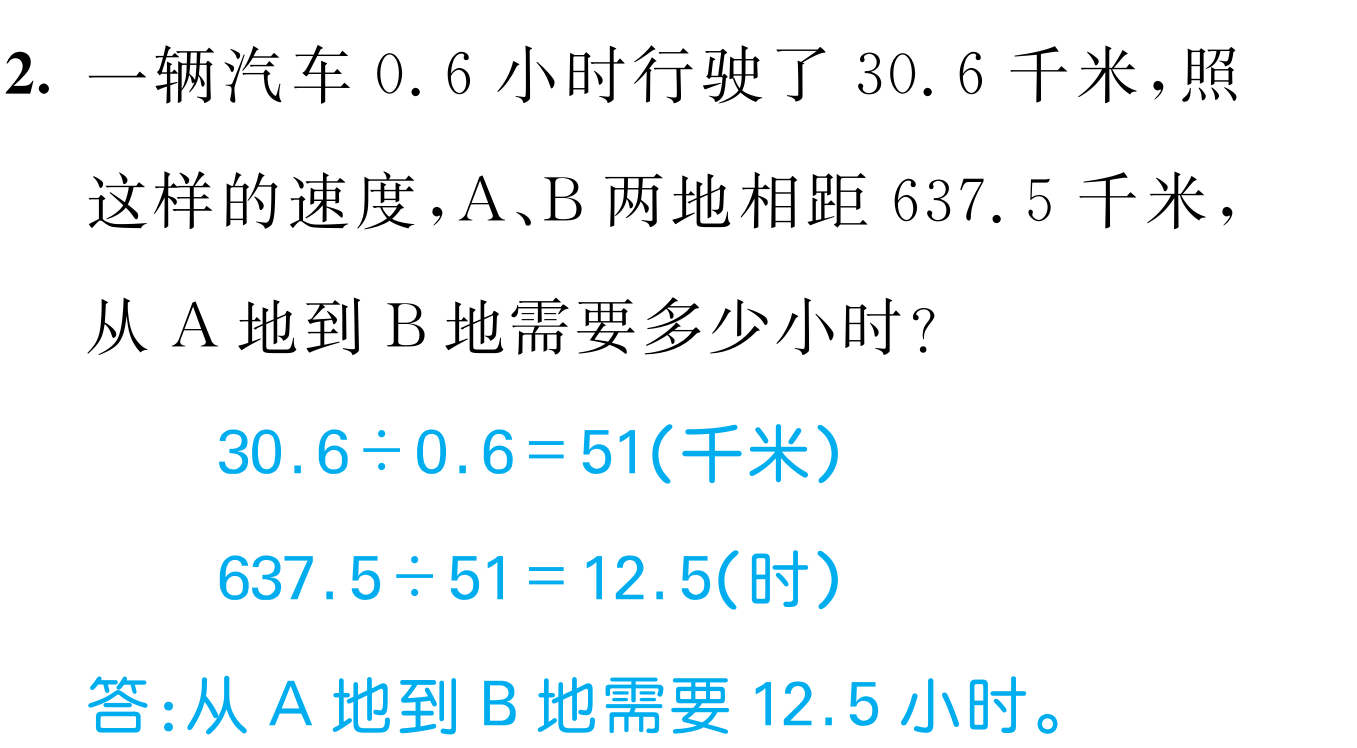 2. 一辆汽车 0.6 小时行驶了 30.6 千米,照
这样的速度,A、B 两地相距 637.5 千米,
从 A 地到 B 地需要多少小时?
30.6÷0.6=51(千米)
637.5÷51=12.5(时)
答:从 A 地到 B 地需要 12.5 小时。